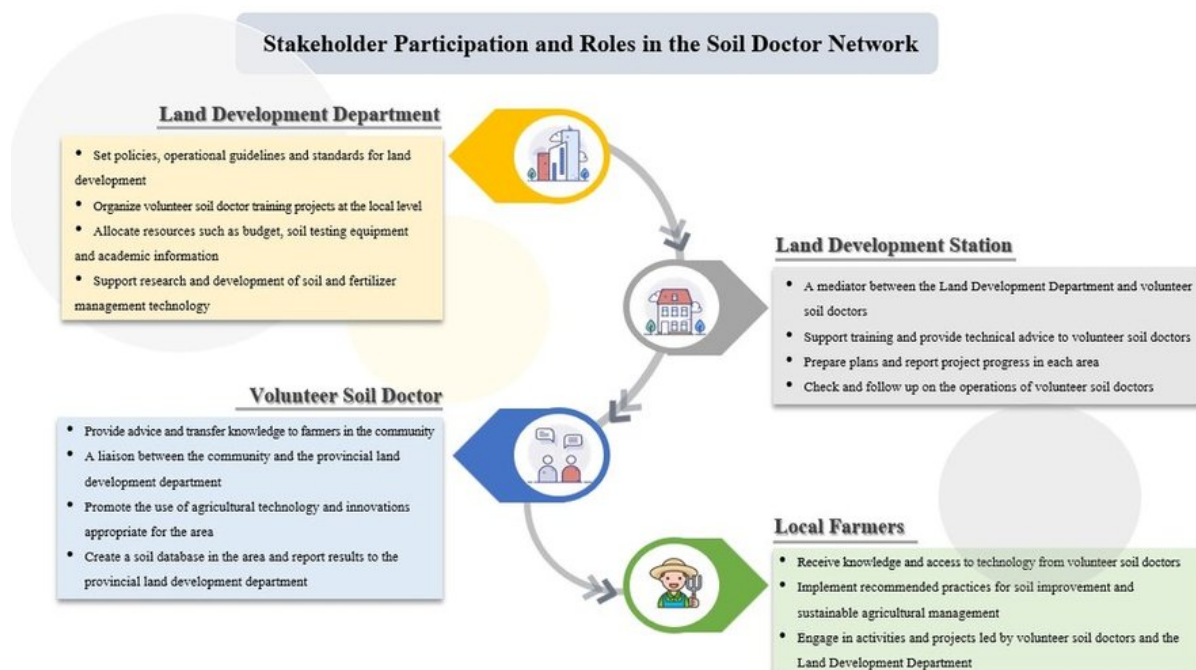 Stakeholder Participation and Roles in the Soil Doctor Network
Land Development Department
• Set policies, operational guidelines and standards for land
development
• Organize volunteer soil doctor training projects at the local level
• Allocate resources such as budget, soil testing equipment
and academic information
• Support research and development of soil and fertilizer
management technology
Land Development Station
• A mediator between the Land Development Department and volunteer
soil doctors
• Support training and provide technical advice to volunteer soil doctors
• Prepare plans and report project progress in each area
• Check and follow up on the operations of volunteer soil doctors
Volunteer Soil Doctor
• Provide advice and transfer knowledge to farmers in the community
• A liaison between the community and the provincial land
development department
• Promote the use of agricultural technology and innovations
appropriate for the area
• Create a soil database in the area and report results to the
provincial land development department
Local Farmers
• Receive knowledge and access to technology from volunteer soil doctors
• Implement recommended practices for soil improvement and
sustainable agricultural management
• Engage in activities and projects led by volunteer soil doctors and the
Land Development Department